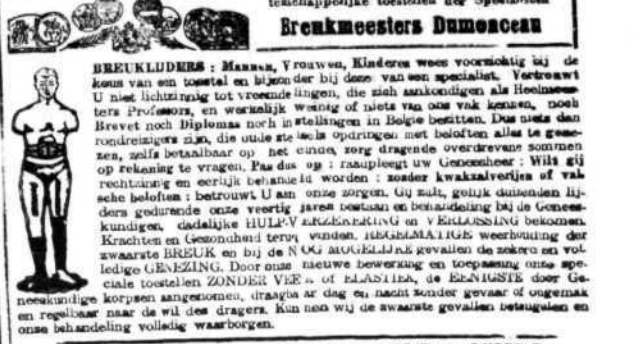 tenschappelijke toestellen der Specialisten
Breukmeesters Dumonceau
BREUKLIJDERS : Mannen, Vrouwen, Kinderen wees voorzichtig bij de
keus van een toestel en bijzonder bij deze van een specialist. Vertrouwt
U niet lichtzinnig tot vreemdelingen, die zich aankondigen als Heelmees-
ters Professors, en werkelijk weinig of niets van ons vak kennen, noch
Brevet noch Diplomas noch instellingen in Belgie bezitten. Dus niets dan
rondreizigers zijn, die oude stelsels opdringen met beloften alles te gene-
zen, zelfs betaalbaar op het einde, zorg dragende overdrevene sommen
op rekening te vragen. Pas dus op : raadpleegt uw Geneesheer : Wilt gij
rechtzinnig en eerlijk behandeld worden : zonder kwakzalverijen of val
sche beloften : betrouwt U aan onze zorgen. Gij zult, gelijk duizenden lij-
ders gedurende onze veertig jaren bestaan en behandeling bij de Genees-
kundigen, dadelijke HULP-VERZEKERING en VERLOSSING bekomen.
Krachten en Gezondheid terug vinden. REGELMATIGE weerhouding der
zwaarste BREUK en bij de NOG MOGELIJKE gevallen de zekere en vol
ledige GENEZING. Door onze nieuwe bewerking en toepassing onze spe-
ciale toestellen ZONDER VEER of ELASTIEK, de EENIGSTE door Ge-
neeskundige korpsen aangenomen, draagbaar dag en nacht zonder gevaar of ongemak
en regelbaar naar de wil des dragers. Kunnen wij de zwaarste gevallen beteugelen en
onze behandeling volledig waarborgen.